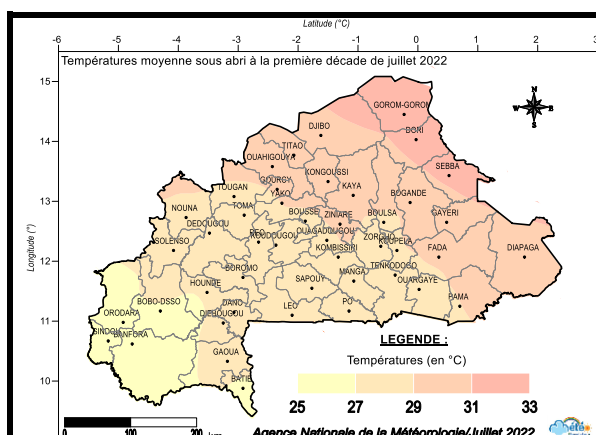 Latitude (°C)
-6 -5 -4 -3 -2 -1 0 1 2 3
Températures moyenne sous abri à la première décade de juillet 2022
15
N
W E
S
GOROM-GOROM
14
DJIBO
DORI
TITAO
OUAHIGOUYA
SEBBA
KONGOUSSI
GOURCY
TOUGAN
YAKO
KAYA
BOGANDE
13
NOUNA
TOMA
BOUSSE
ZINIARE
BOULSA
GAYERI
DEDOUGOU
REO
OUAGADOUGOU
KOUDOUGOU
ZORGHO
SOLENSO
KOMBISSIRI
KOUPELA
FADA
DIAPAGA
Longitude (°C)
12
BOROMO
TENKODOGO
HOUNDE
SAPOUY
MANGA
OUARGAYE
BOBO-DSSO
DANO
PAMA
ORODARA
DIEBOUGOU
LEO
PO
11
SINDOU
BANFORA
LEGENDE :
GAOUA
Températures (en °C)
10
BATIE
25 27 29 31 33
0 100 200
Agence Nationale de la Météorologie/Juillet 2022
météo